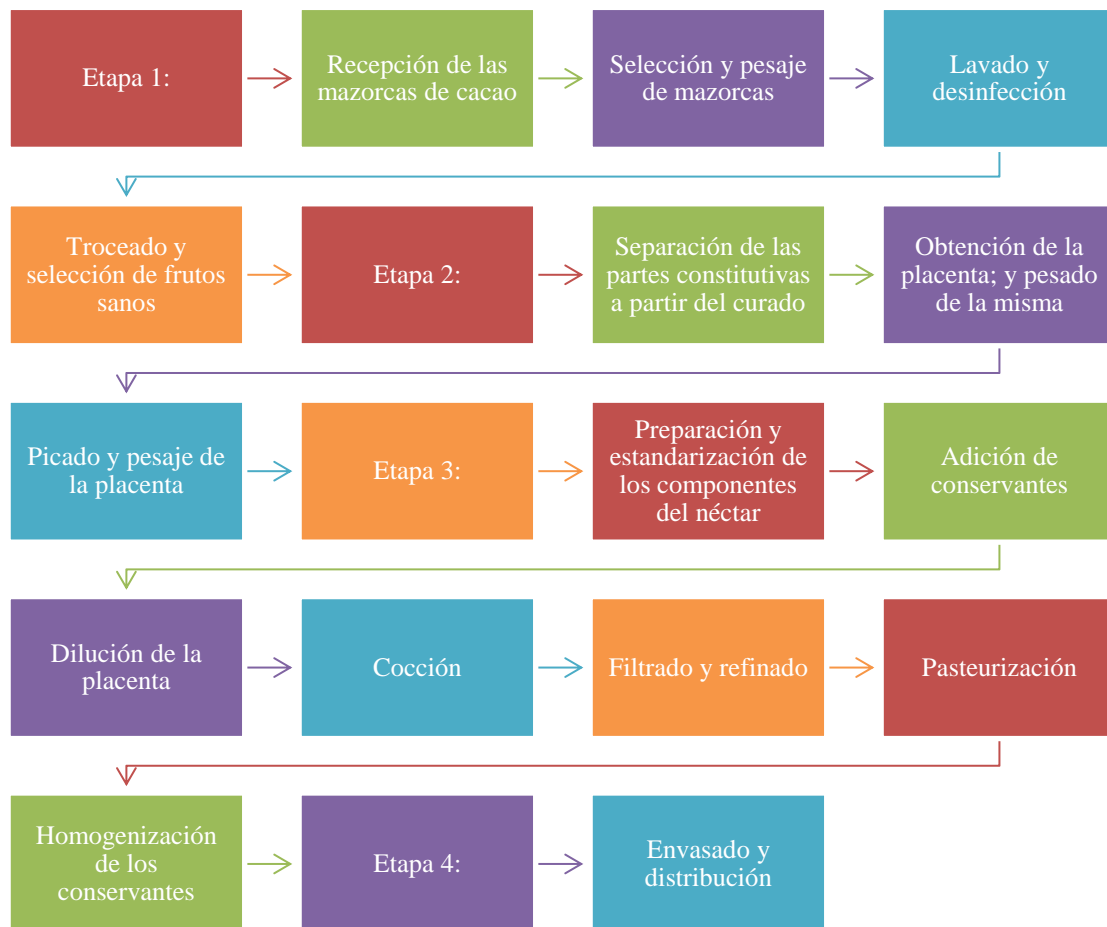 Etapa 1:
Recepción de las
mazorcas de cacao
Selección y pesaje
de mazorcas
Lavado y
desinfección
Troceado y
selección de frutos
sanos
Etapa 2:
Separación de las
partes constitutivas
a partir del curado
Obtención de la
placenta; y pesado
de la misma
Picado y pesaje de
la placenta
Etapa 3:
Preparación y
estandarización de
los componentes
del néctar
Adición de
conservantes
Dilución de la
placenta
Cocción
Filtrado y refinado
Pasteurización
Homogenización
de los
conservantes
Etapa 4:
Envasado y
distribución